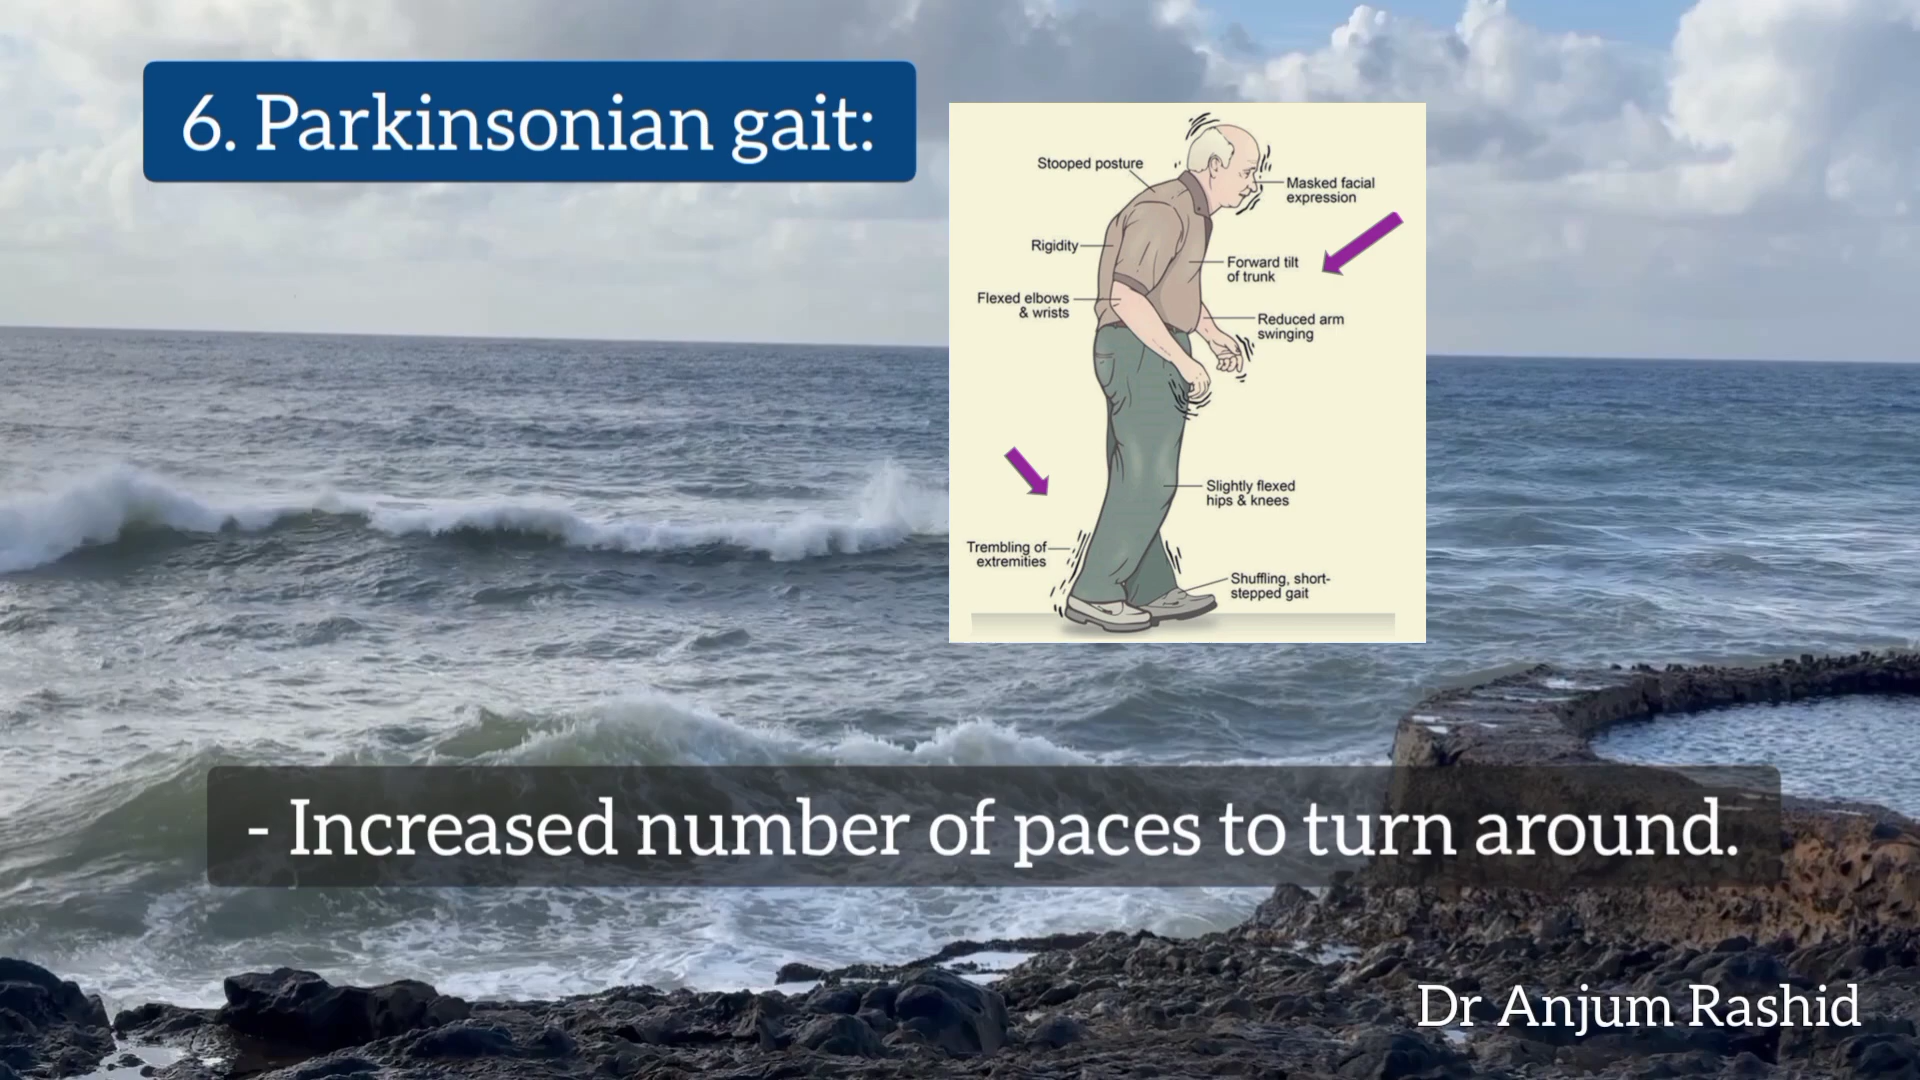 6. Parkinsonian gait:
Stooped posture
Masked facial
expression
Rigidity
Forward tilt
of trunk
Flexed elbows
& wrists
Reduced arm
swinging
Slightly flexed
hips & knees
Trembling of
extremities
Shuffling, short-
stepped gait
- Increased number of paces to turn around.
Dr Anjum Rashid